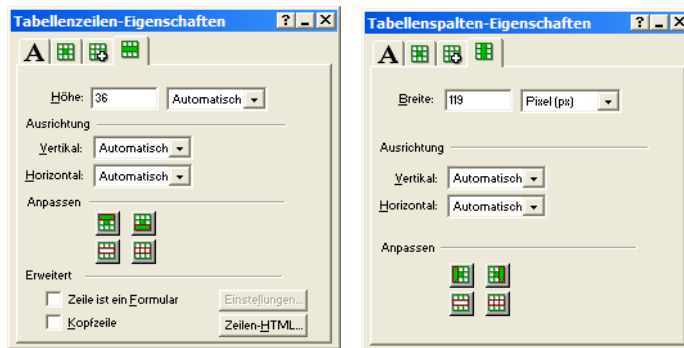 Tabellenzeilen-Eigenschaften
A
Höhe: 36 Automatisch
Ausrichtung
Vertikal: Automatisch
Horizontal: Automatisch
Anpassen
Erweitert
Zeile ist ein Formular Einstellungen...
Kopfzeile Zeilen-HTML...
Tabellenspalten-Eigenschaften
A
Breite: 119 Pixel (px)
Ausrichtung
Vertikal: Automatisch
Horizontal: Automatisch
Anpassen